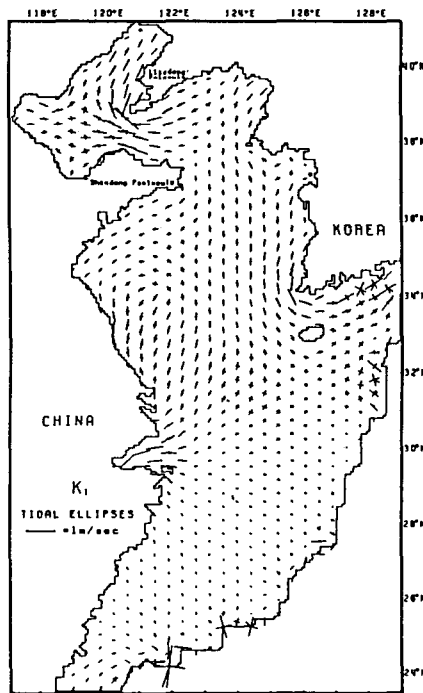 118°E 120°E 122°E 124°E 126°E 128°E
40°N
38°N
36°N
Shandong Peninsula
KOREA
34°N
32°N
CHINA
30°N
K₁
TIDAL ELLIPSES
=1m/sec
28°N
26°N
24°N